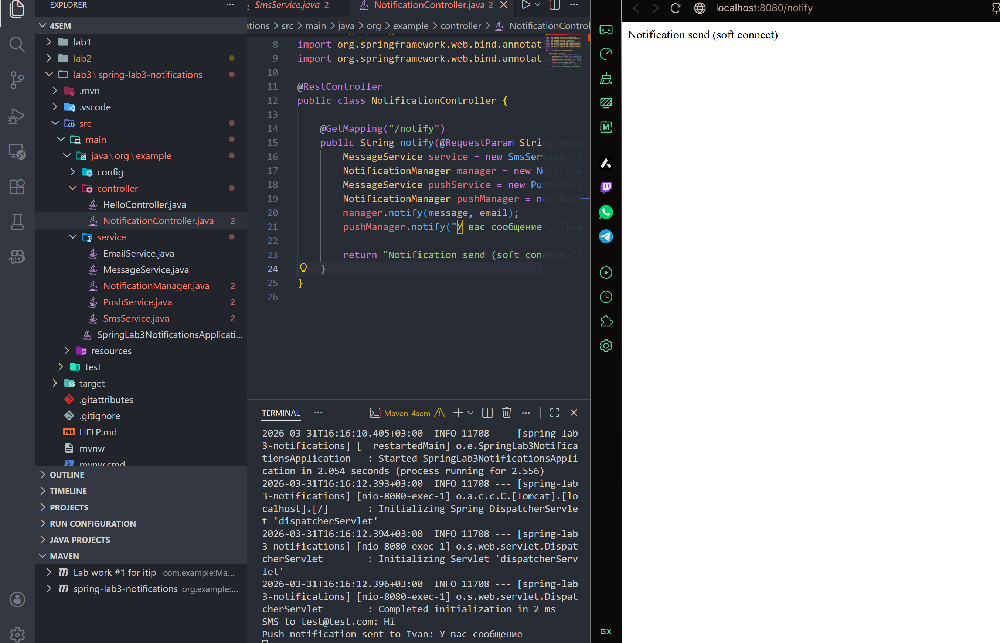 EXPLORER
4SEM
lab1
lab2
lab3\spring-lab3-notifications
.mvn
.vscode
src
main
java\org\example
config
controller
HelloController.java
NotificationController.java 2
service
EmailService.java
MessageService.java
NotificationManager.java 2
PushService.java 2
SmsService.java 2
SpringLab3NotificationsApplicati...
resources
test
target
.gitattributes
.gitignore
HELP.md
mvnw
mvnw.cmd
OUTLINE
TIMELINE
PROJECTS
RUN CONFIGURATION
JAVA PROJECTS
MAVEN
Lab work #1 for itip com.example:Ma...
spring-lab3-notifications org.example:...
SmsService.java 2 NotificationController.java 2
ations > src > main > java > org > example > controller > NotificationControl
8 import org.springframework.web.bind.annotat
9 import org.springframework.web.bind.annotat
10
11 @RestController
12 public class NotificationController {
13
14 @GetMapping("/notify")
15 public String notify(@RequestParam String mess
16 MessageService service = new SmsService();
17 NotificationManager manager = new Notifica
18 MessageService pushService = new PushServi
19 NotificationManager pushManager = new Noti
20 manager.notify(message, email);
21 pushManager.notify("У вас сообщение", "Iva
22
23 return "Notification send (soft connect)";
24 }
25 }
26
TERMINAL
Maven-4sem
2026-03-31T16:16:10.405+03:00  INFO 11708 --- [spring-lab
3-notifications] [  restartedMain] o.e.SpringLab3Notifica
tionsApplication   : Started SpringLab3NotificationsAppli
cation in 2.054 seconds (process running for 2.556)
2026-03-31T16:16:12.393+03:00  INFO 11708 --- [spring-lab
3-notifications] [nio-8080-exec-1] o.a.c.c.C.[Tomcat].[lo
calhost].[/]       : Initializing Spring DispatcherServle
t 'dispatcherServlet'
2026-03-31T16:16:12.394+03:00  INFO 11708 --- [spring-lab
3-notifications] [nio-8080-exec-1] o.s.web.servlet.Dispat
cherServlet        : Initializing Servlet 'dispatcherServ
let'
2026-03-31T16:16:12.396+03:00  INFO 11708 --- [spring-lab
3-notifications] [nio-8080-exec-1] o.s.web.servlet.Dispat
cherServlet        : Completed initialization in 2 ms
SMS to test@test.com: Hi
Push notification sent to Ivan: У вас сообщение
M
GX
localhost:8080/notify
Notification send (soft connect)